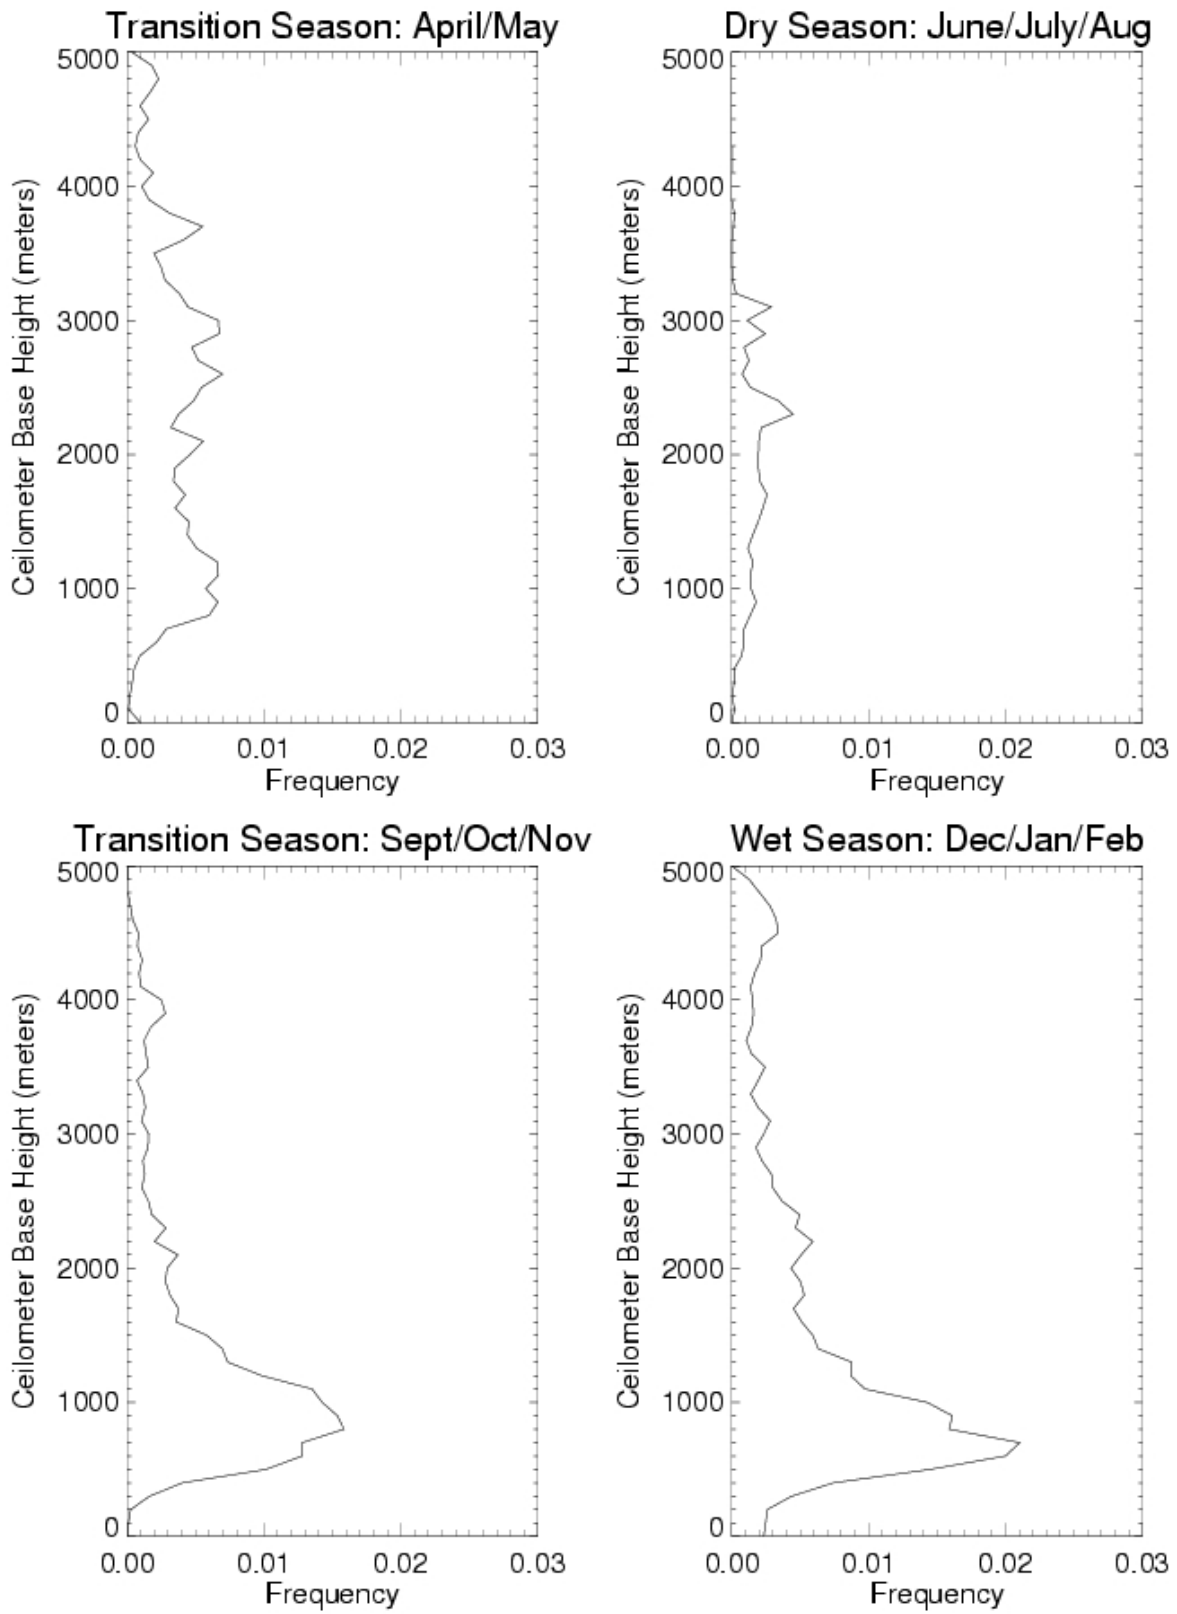 Transition Season: April/May
5000
4000
3000
2000
1000
0
Ceilometer Base Height (meters)
0.00 0.01 0.02 0.03
Frequency
Dry Season: June/July/Aug
5000
4000
3000
2000
1000
0
Ceilometer Base Height (meters)
0.00 0.01 0.02 0.03
Frequency
Transition Season: Sept/Oct/Nov
5000
4000
3000
2000
1000
0
Ceilometer Base Height (meters)
0.00 0.01 0.02 0.03
Frequency
Wet Season: Dec/Jan/Feb
5000
4000
3000
2000
1000
0
Ceilometer Base Height (meters)
0.00 0.01 0.02 0.03
Frequency